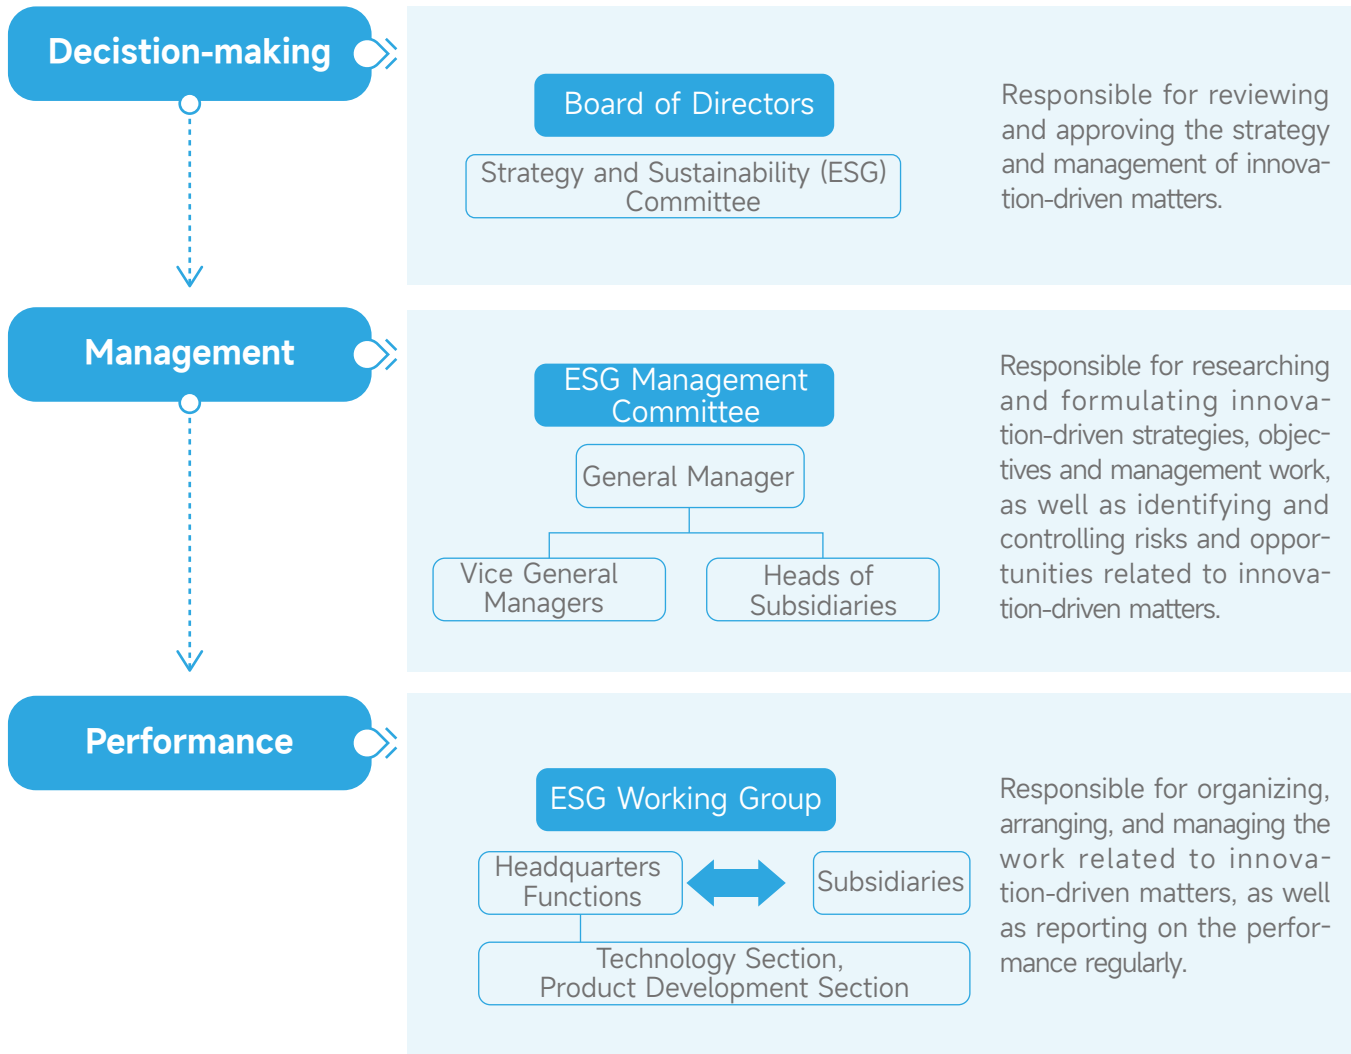 Decistion-making
Board of Directors
Strategy and Sustainability (ESG)
Committee
Responsible for reviewing
and approving the strategy
and management of innova-
tion-driven matters.
Management
ESG Management
Committee
General Manager
Vice General
Managers
Heads of
Subsidiaries
Responsible for researching
and formulating innova-
tion-driven strategies, objec-
tives and management work,
as well as identifying and
controlling risks and oppor-
tunities related to innova-
tion-driven matters.
Performance
ESG Working Group
Headquarters
Functions
Subsidiaries
Technology Section,
Product Development Section
Responsible for organizing,
arranging, and managing the
work related to innova-
tion-driven matters, as well
as reporting on the perfor-
mance regularly.